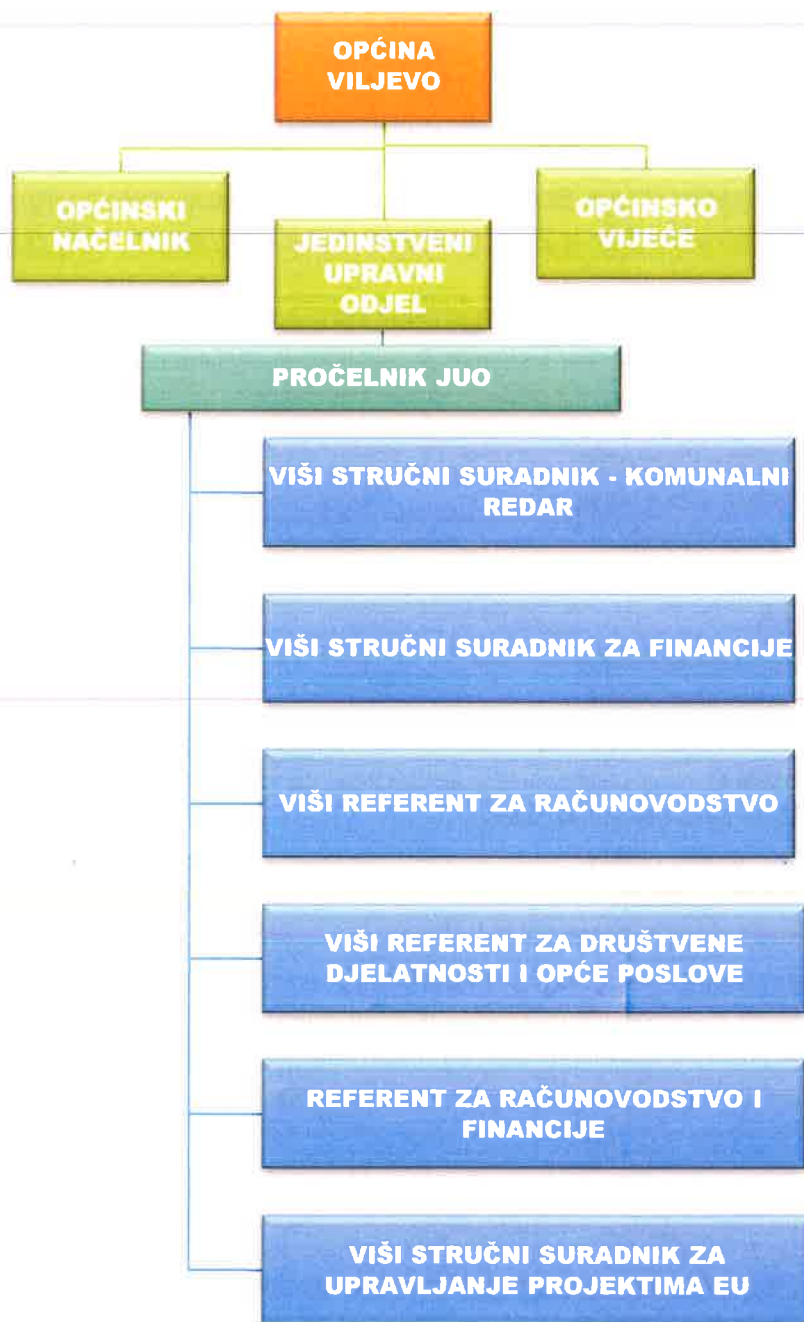 OPĆINA
VILJEVO
OPĆINSKI
NAČELNIK
JEDINSTVENI
UPRAVNI
ODJEL
OPĆINSKO
VIJEĆE
PROČELNIK JUO
VIŠI STRUČNI SURADNIK - KOMUNALNI
REDAR
VIŠI STRUČNI SURADNIK ZA FINANCIJE
VIŠI REFERENT ZA RAČUNOVODSTVO
VIŠI REFERENT ZA DRUŠTVENE
DJELATNOSTI I OPĆE POSLOVE
REFERENT ZA RAČUNOVODSTVO I
FINANCIJE
VIŠI STRUČNI SURADNIK ZA
UPRAVLJANJE PROJEKTIMA EU